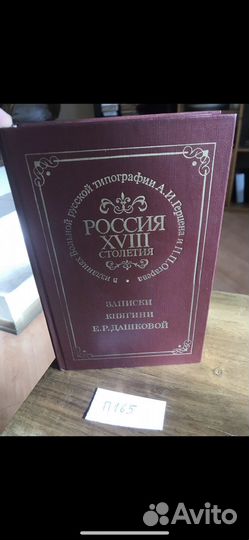 в изданиях Вольной русской типографии А.И.Герцена и Н.П.Огарева
РОССИЯ
XVIII
СТОЛЕТИЯ
ЗАПИСКИ
КНЯГИНИ
Е.Р.ДАШКОВОЙ
П165
Avito